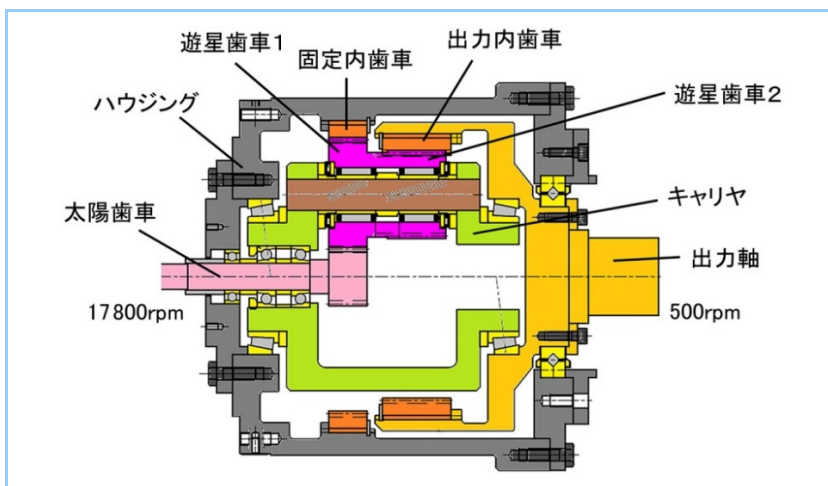 遊星歯車1
固定内歯車
出力内歯車
ハウジング
遊星歯車2
太陽歯車
キャリヤ
出力軸
17800rpm
500rpm